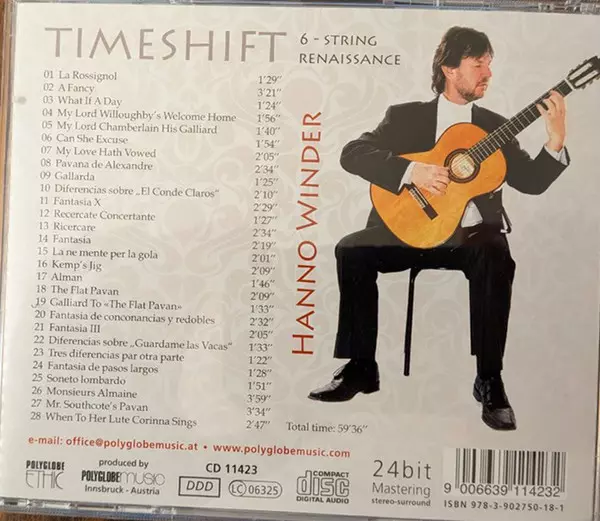 TIMESHIFT
6 - STRING
RENAISSANCE
01 La Rossignol 1'29"
02 A Fancy 3'21"
03 What If A Day 1'24"
04 My Lord Willoughby's Welcome Home 1'56"
05 My Lord Chamberlain His Galliard 1'40"
06 Can She Excuse 1'54"
07 My Love Hath Vowed 2'05"
08 Pavana de Alexandre 2'34"
09 Gallarda 1'25"
10 Diferencias sobre „El Conde Claros" 2'10"
11 Fantasia X 2'29"
12 Recercate Concertante 1'27"
13 Ricercare 2'34"
14 Fantasia 2'19"
15 La ne mente per la gola 2'01"
16 Kemp's Jig 2'09"
17 Alman 1'46"
18 The Flat Pavan 2'09"
19 Galliard To «The Flat Pavan» 1'33"
20 Fantasia de conconancias y redobles 2'32"
21 Fantasia III 2'05"
22 Diferencias sobre „Guardame las Vacas" 1'33"
23 Tres diferencias par otra parte 1'22"
24 Fantasia de pasos largos 1'28"
25 Soneto lombardo 1'51"
26 Monsieurs Almaine 3'59"
27 Mr. Southcote's Pavan 3'34"
28 When To Her Lute Corinna Sings 2'47"
HANNO WINDER
Total time: 59'36"
e-mail: office@polyglobemusic.at • www.polyglobemusic.com
POLYGLOBE
ETHIC
produced by
POLYGLOBEMUSIC
Innsbruck - Austria
CD 11423
DDD
LC 06325
COMPACT
disc
DIGITAL AUDIO
24bit
Mastering
stereo-surround
9 006639 114232
ISBN 978-3-902750-18-1